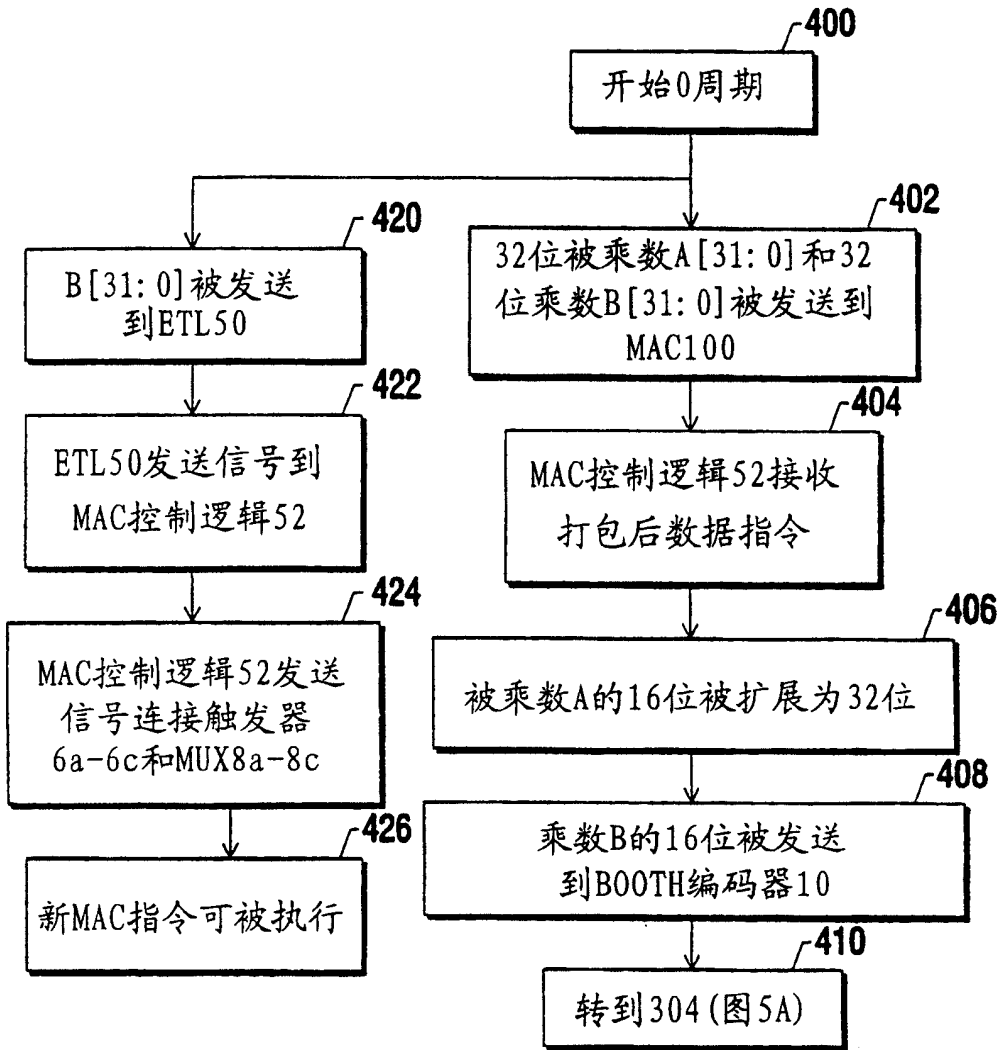 400
开始0周期
420
B[31:0]被发送
到ETL50
422
ETL50发送信号到
MAC控制逻辑52
424
MAC控制逻辑52发送
信号连接触发器
6a-6c和MUX8a-8c
426
新MAC指令可被执行
402
32位被乘数A[31:0]和32
位乘数B[31:0]被发送到
MAC100
404
MAC控制逻辑52接收
打包后数据指令
406
被乘数A的16位被扩展为32位
408
乘数B的16位被发送
到BOOTH编码器10
410
转到304(图5A)